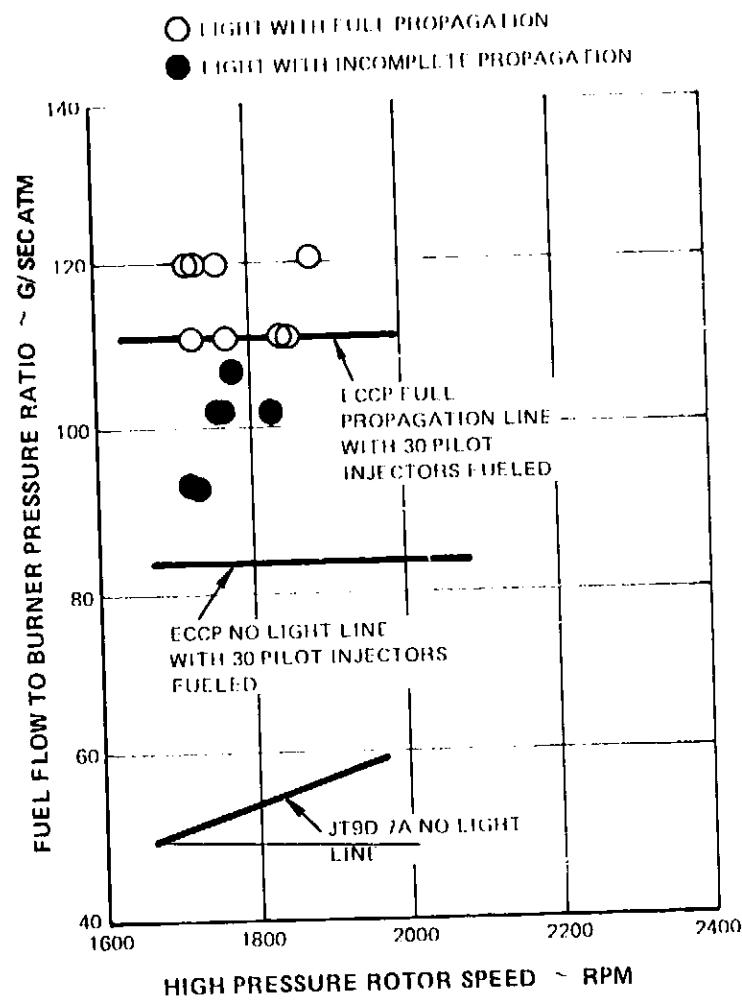 LIGHT WITH FULL PROPAGATION
LIGHT WITH INCOMPLETE PROPAGATION
140
120
100
80
60
40
FUEL FLOW TO BURNER PRESSURE RATIO ~ G/SEC ATM
ECCP FULL
PROPAGATION LINE
WITH 30 PILOT
INJECTORS FUELED
ECCP NO LIGHT LINE
WITH 30 PILOT INJECTORS
FUELED
JT9D 7A NO LIGHT
LINE
1600
1800
2000
2200
2400
HIGH PRESSURE ROTOR SPEED ~ RPM